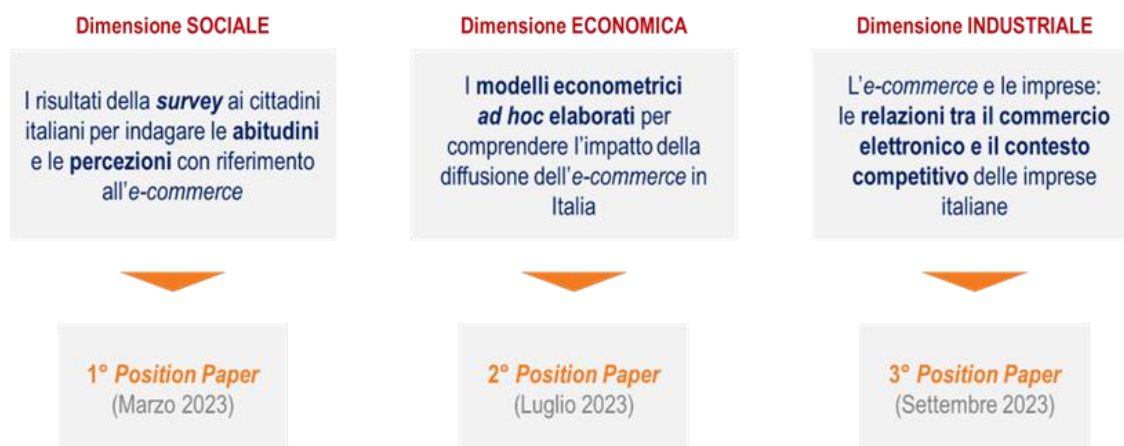 Dimensione SOCIALE
I risultati della survey ai cittadini
italiani per indagare le abitudini
e le percezioni con riferimento
all'e-commerce
1° Position Paper
(Marzo 2023)
Dimensione ECONOMICA
I modelli econometrici
ad hoc elaborati per
comprendere l'impatto della
diffusione dell'e-commerce in
Italia
2° Position Paper
(Luglio 2023)
Dimensione INDUSTRIALE
L'e-commerce e le imprese:
le relazioni tra il commercio
elettronico e il contesto
competitivo delle imprese
italiane
3° Position Paper
(Settembre 2023)